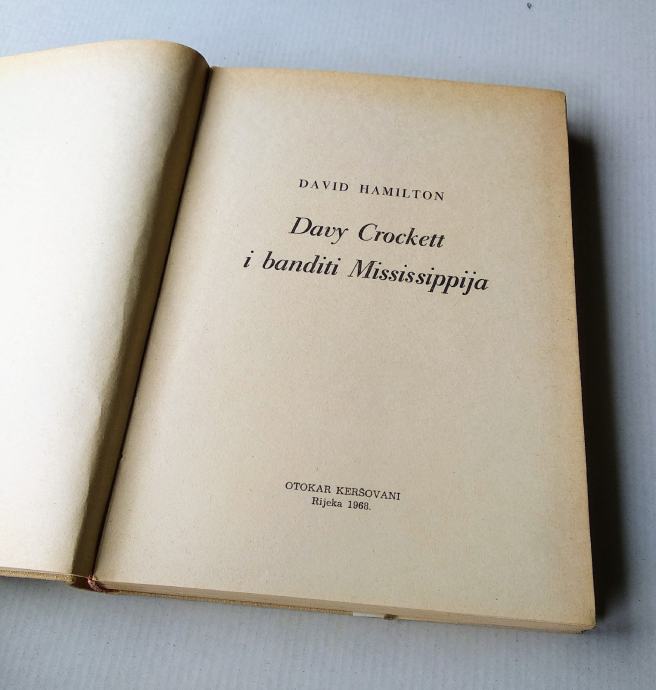 DAVID HAMILTON
Davy Crockett
i banditi Mississippija
OTOKAR KERŠOVANI
Rijeka 1968.